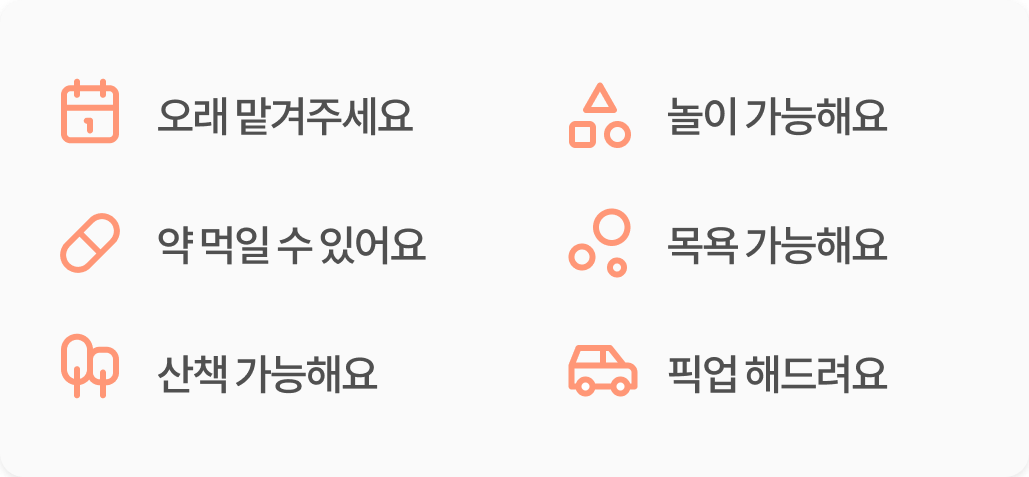 오래 맡겨주세요
놀이 가능해요
약 먹일 수 있어요
목욕 가능해요
산책 가능해요
픽업 해드려요